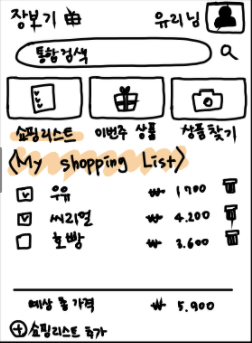 장보기 유리님
통합검색
쇼핑리스트 이번주 상품 상품찾기
<My shopping List>
우유 ₩ 1.700
씨리얼 ₩ 4.200
호빵 ₩ 3.600
예상 총 가격 ₩ 5.900
쇼핑리스트 추가